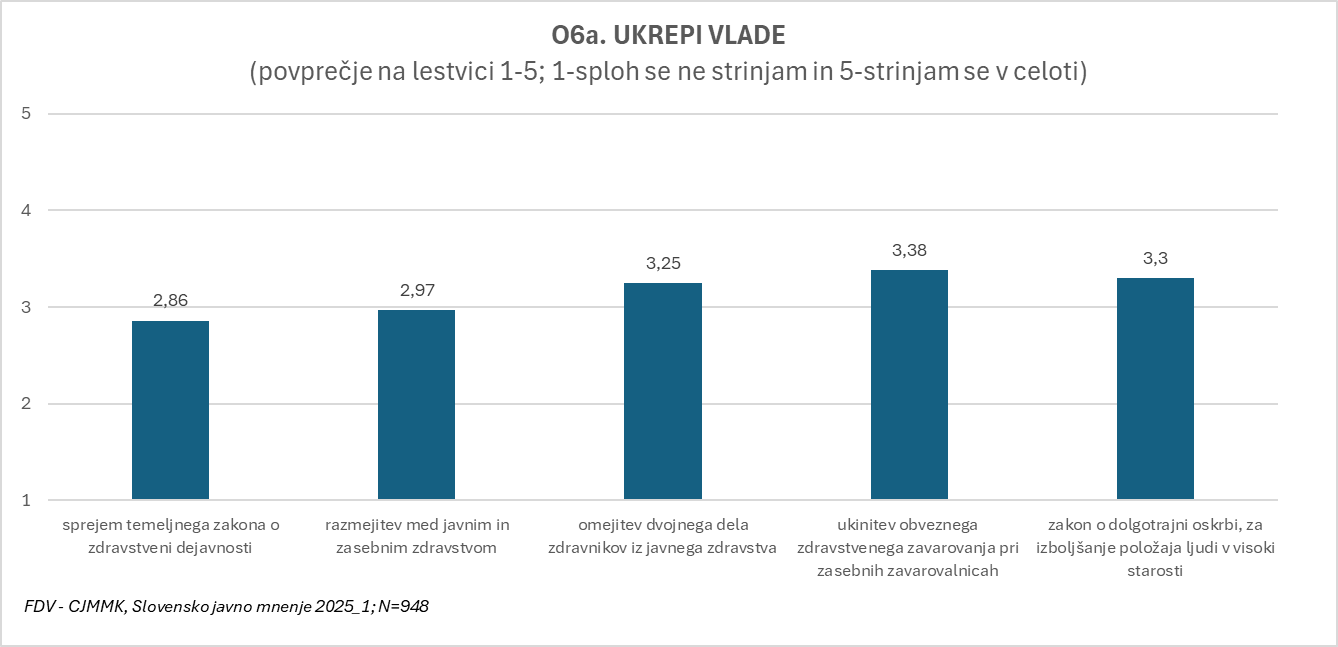 O6a. UKREPI VLADE
(povprečje na lestvici 1-5; 1-sploh se ne strinjam in 5-strinjam se v celoti)
5
4
3
2
1
2,86
2,97
3,25
3,38
3,3
sprejem temeljnega zakona o
zdravstveni dejavnosti
razmejitev med javnim in
zasebnim zdravstvom
omejitev dvojnega dela
zdravnikov iz javnega zdravstva
ukinitev obveznega
zdravstvenega zavarovanja pri
zasebnih zavarovalnicah
zakon o dolgotrajni oskrbi, za
izboljšanje položaja ljudi v visoki
starosti
FDV - CJMMK, Slovensko javno mnenje 2025_1; N=948